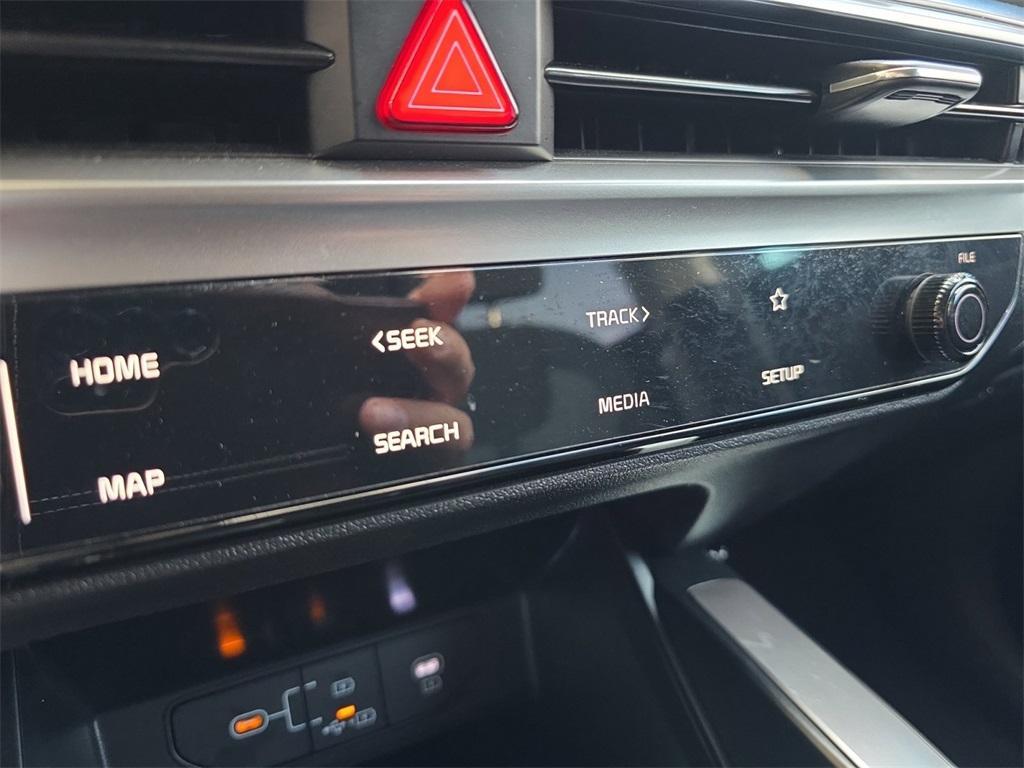 FILE
HOME
<SEEK
TRACK>
MAP
SEARCH
MEDIA
SETUP